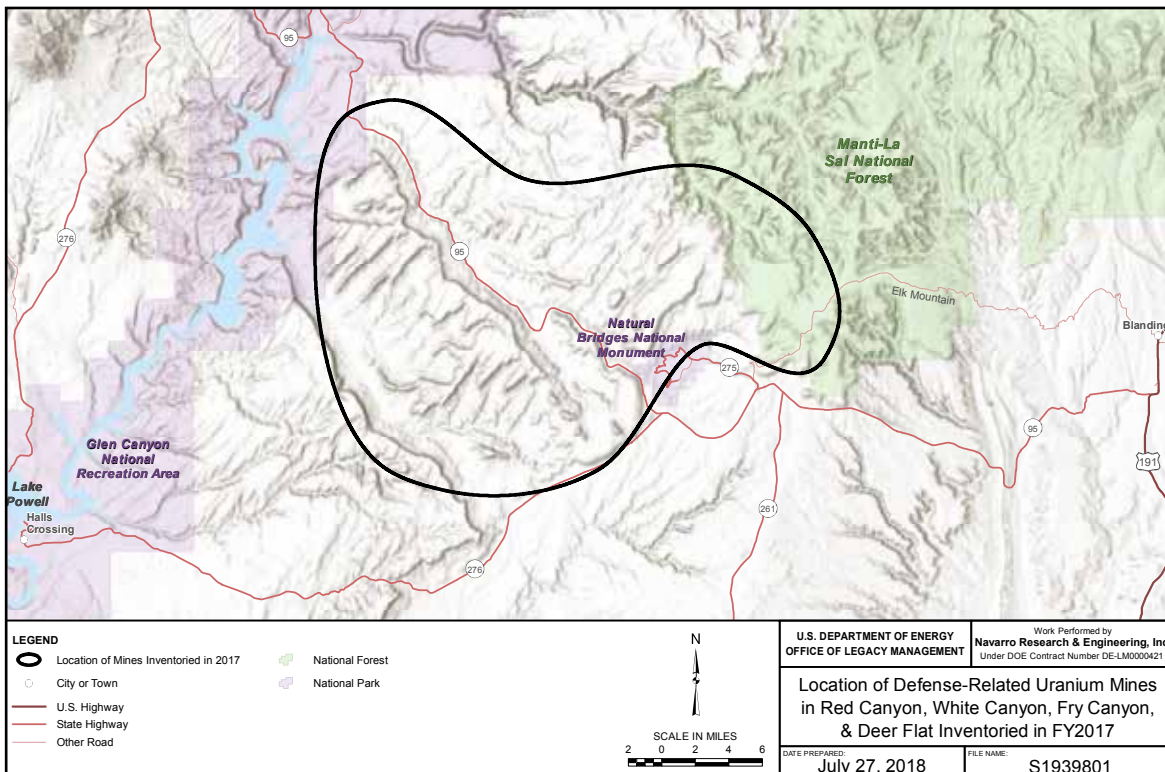 95
Manti-La
Sal National
Forest
276
95
Elk Mountain
Natural
Bridges National
Monument
Blanding
275
Glen Canyon
National
Recreation Area
95
191
Lake
Powell
Halls
Crossing
261
276
LEGEND
Location of Mines Inventoried in 2017
City or Town
U.S. Highway
State Highway
Other Road
National Forest
National Park
N
SCALE IN MILES
2 0 2 4 6
U.S. DEPARTMENT OF ENERGY
OFFICE OF LEGACY MANAGEMENT
Work Performed by
Navarro Research & Engineering, Inc
Under DOE Contract Number DE-LM0000421
Location of Defense-Related Uranium Mines
in Red Canyon, White Canyon, Fry Canyon,
& Deer Flat Inventoried in FY2017
DATE PREPARED:
July 27, 2018
FILE NAME:
S1939801